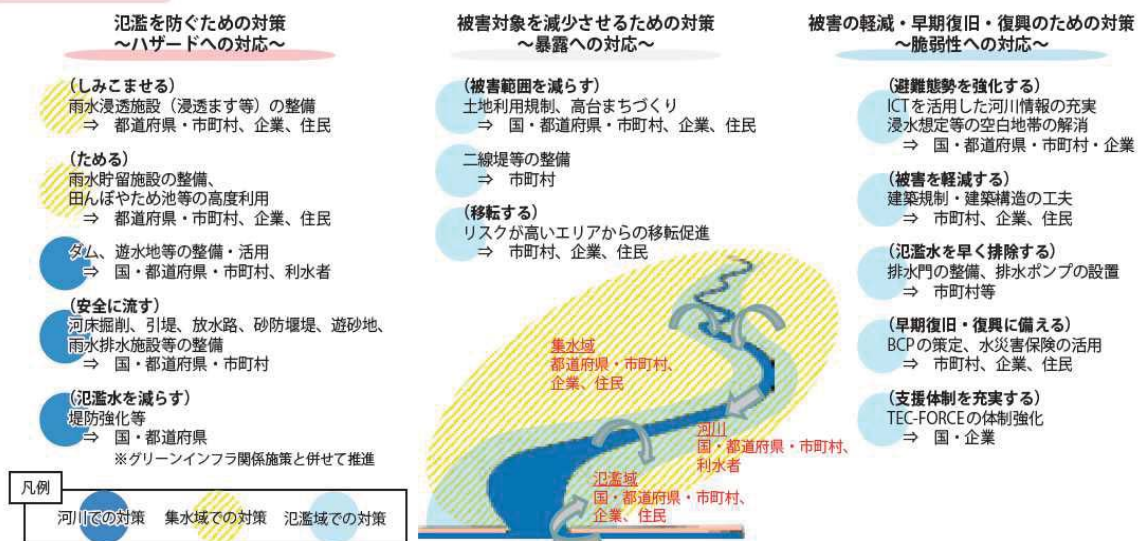 氾濫を防ぐための対策
～ハザードへの対応～
(しみこませる)
雨水浸透施設（浸透ます等）の整備
⇒ 都道府県・市町村、企業、住民
(ためる)
雨水貯留施設の整備、
田んぼやため池等の高度利用
⇒ 都道府県・市町村、企業、住民
ダム、遊水地等の整備・活用
⇒ 国・都道府県・市町村、利水者
(安全に流す)
河床掘削、引堤、放水路、砂防堰堤、遊砂地、
雨水排水施設等の整備
⇒ 国・都道府県・市町村
(氾濫水を減らす)
堤防強化等
⇒ 国・都道府県
※グリーンインフラ関係施策と併せて推進
被害対象を減少させるための対策
～暴露への対応～
(被害範囲を減らす)
土地利用規制、高台まちづくり
⇒ 国・都道府県・市町村、企業、住民
二線堤等の整備
⇒ 市町村
(移転する)
リスクが高いエリアからの移転促進
⇒ 市町村、企業、住民
集水域
都道府県・市町村、
企業、住民
河川
国・都道府県・市町村、
利水者
氾濫域
国・都道府県・市町村、
企業、住民
被害の軽減・早期復旧・復興のための対策
～脆弱性への対応～
(避難態勢を強化する)
ICTを活用した河川情報の充実
浸水想定等の空白地帯の解消
⇒ 国・都道府県・市町村・企業
(被害を軽減する)
建築規制・建築構造の工夫
⇒ 市町村、企業、住民
(氾濫水を早く排除する)
排水門の整備、排水ポンプの設置
⇒ 市町村等
(早期復旧・復興に備える)
BCPの策定、水災害保険の活用
⇒ 市町村、企業、住民
(支援体制を充実する)
TEC-FORCEの体制強化
⇒ 国・企業
凡例
河川での対策 集水域での対策 氾濫域での対策